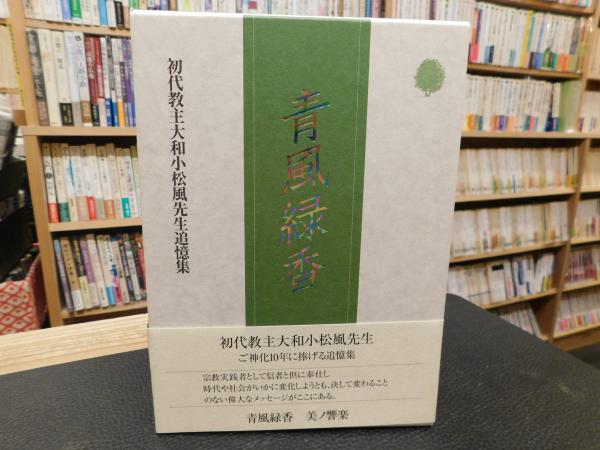 初代教主大和小松風先生追憶集
青風緑香
初代教主大和小松風先生
ご神化10年に捧げる追憶集
宗教実践者として信者と倶に奉仕し
時代や社会がいかに変化しようとも、決して変わること
のない偉大なメッセージがここにある。
青風緑香 美ノ響楽